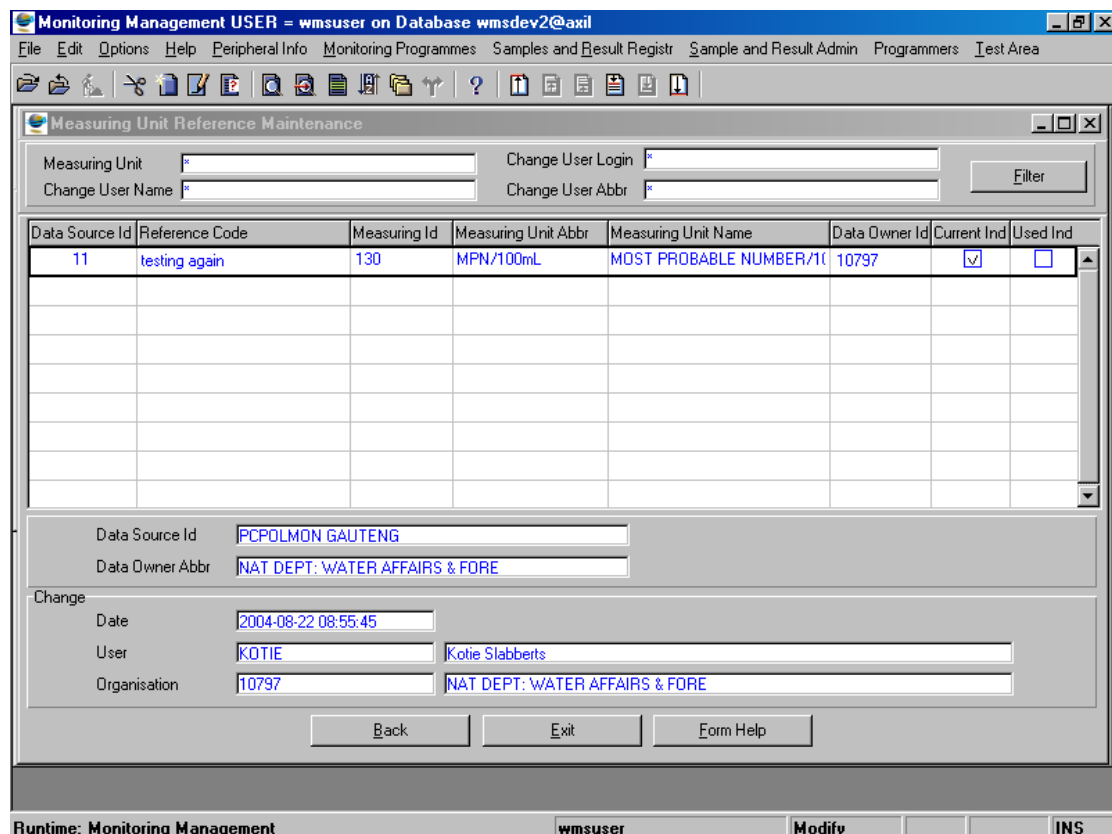 Monitoring Management USER = wmsuser on Database wmsdev2@axil
File Edit Options Help Peripheral Info Monitoring Programmes Samples and Result Registr Sample and Result Admin Programmers Test Area
Measuring Unit Reference Maintenance
Measuring Unit * Change User Login *
Change User Name * Change User Abbr * Filter
Data Source Id Reference Code Measuring Id Measuring Unit Abbr Measuring Unit Name Data Owner Id Current Ind Used Ind
11 testing again 130 MPN/100mL MOST PROBABLE NUMBER/1( 10797
Data Source Id PCPOLMON GAUTENG
Data Owner Abbr NAT DEPT: WATER AFFAIRS & FORE
Change
Date 2004-08-22 08:55:45
User KOTIE Kotie Slabberts
Organisation 10797 NAT DEPT: WATER AFFAIRS & FORE
Back Exit Form Help
Runtime: Monitoring Management wmsuser Modify INS